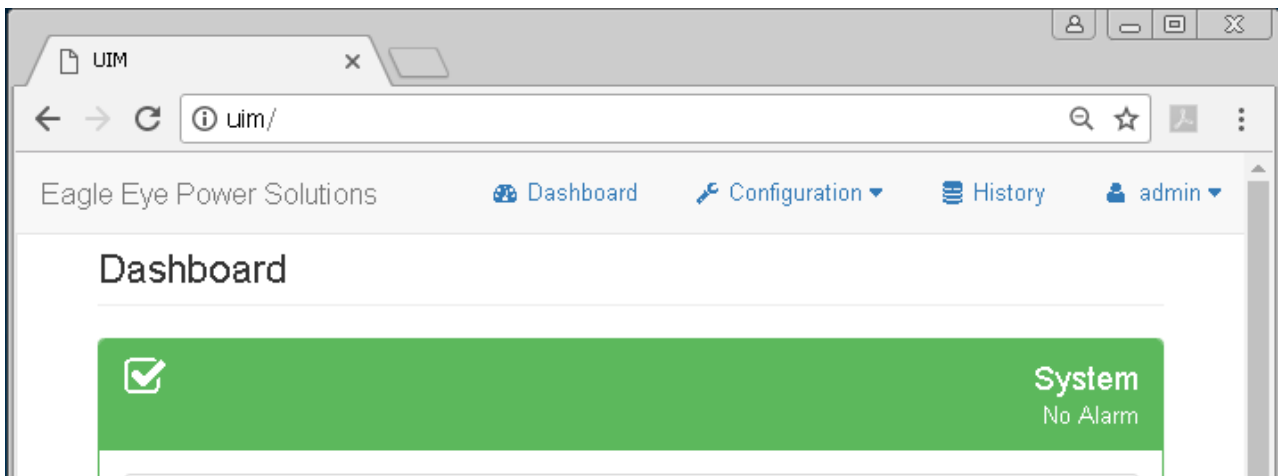 UIM
uim/
Eagle Eye Power Solutions Dashboard Configuration History admin
Dashboard
System
No Alarm